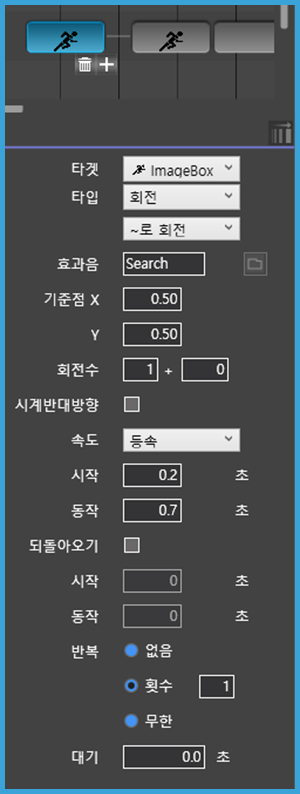 타겟 ImageBox
타입 회전
~로 회전
효과음 Search
기준점 X 0.50
Y 0.50
회전수 1 + 0
시계반대방향
속도 등속
시작 0.2 초
동작 0.7 초
되돌아오기
시작 0 초
동작 0 초
반복 없음
횟수 1
무한
대기 0.0 초